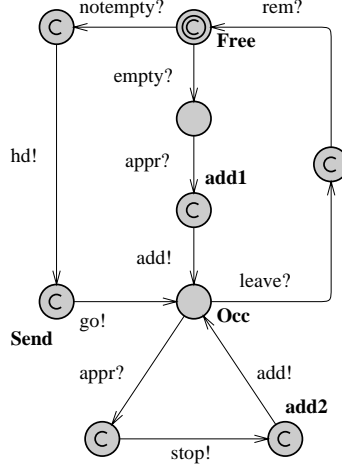 notempty?
rem?
C
C
Free
empty?
hd!
appr?
add1
C
C
add!
leave?
C
go!
Send
Occ
appr?
add!
add2
C
C
stop!